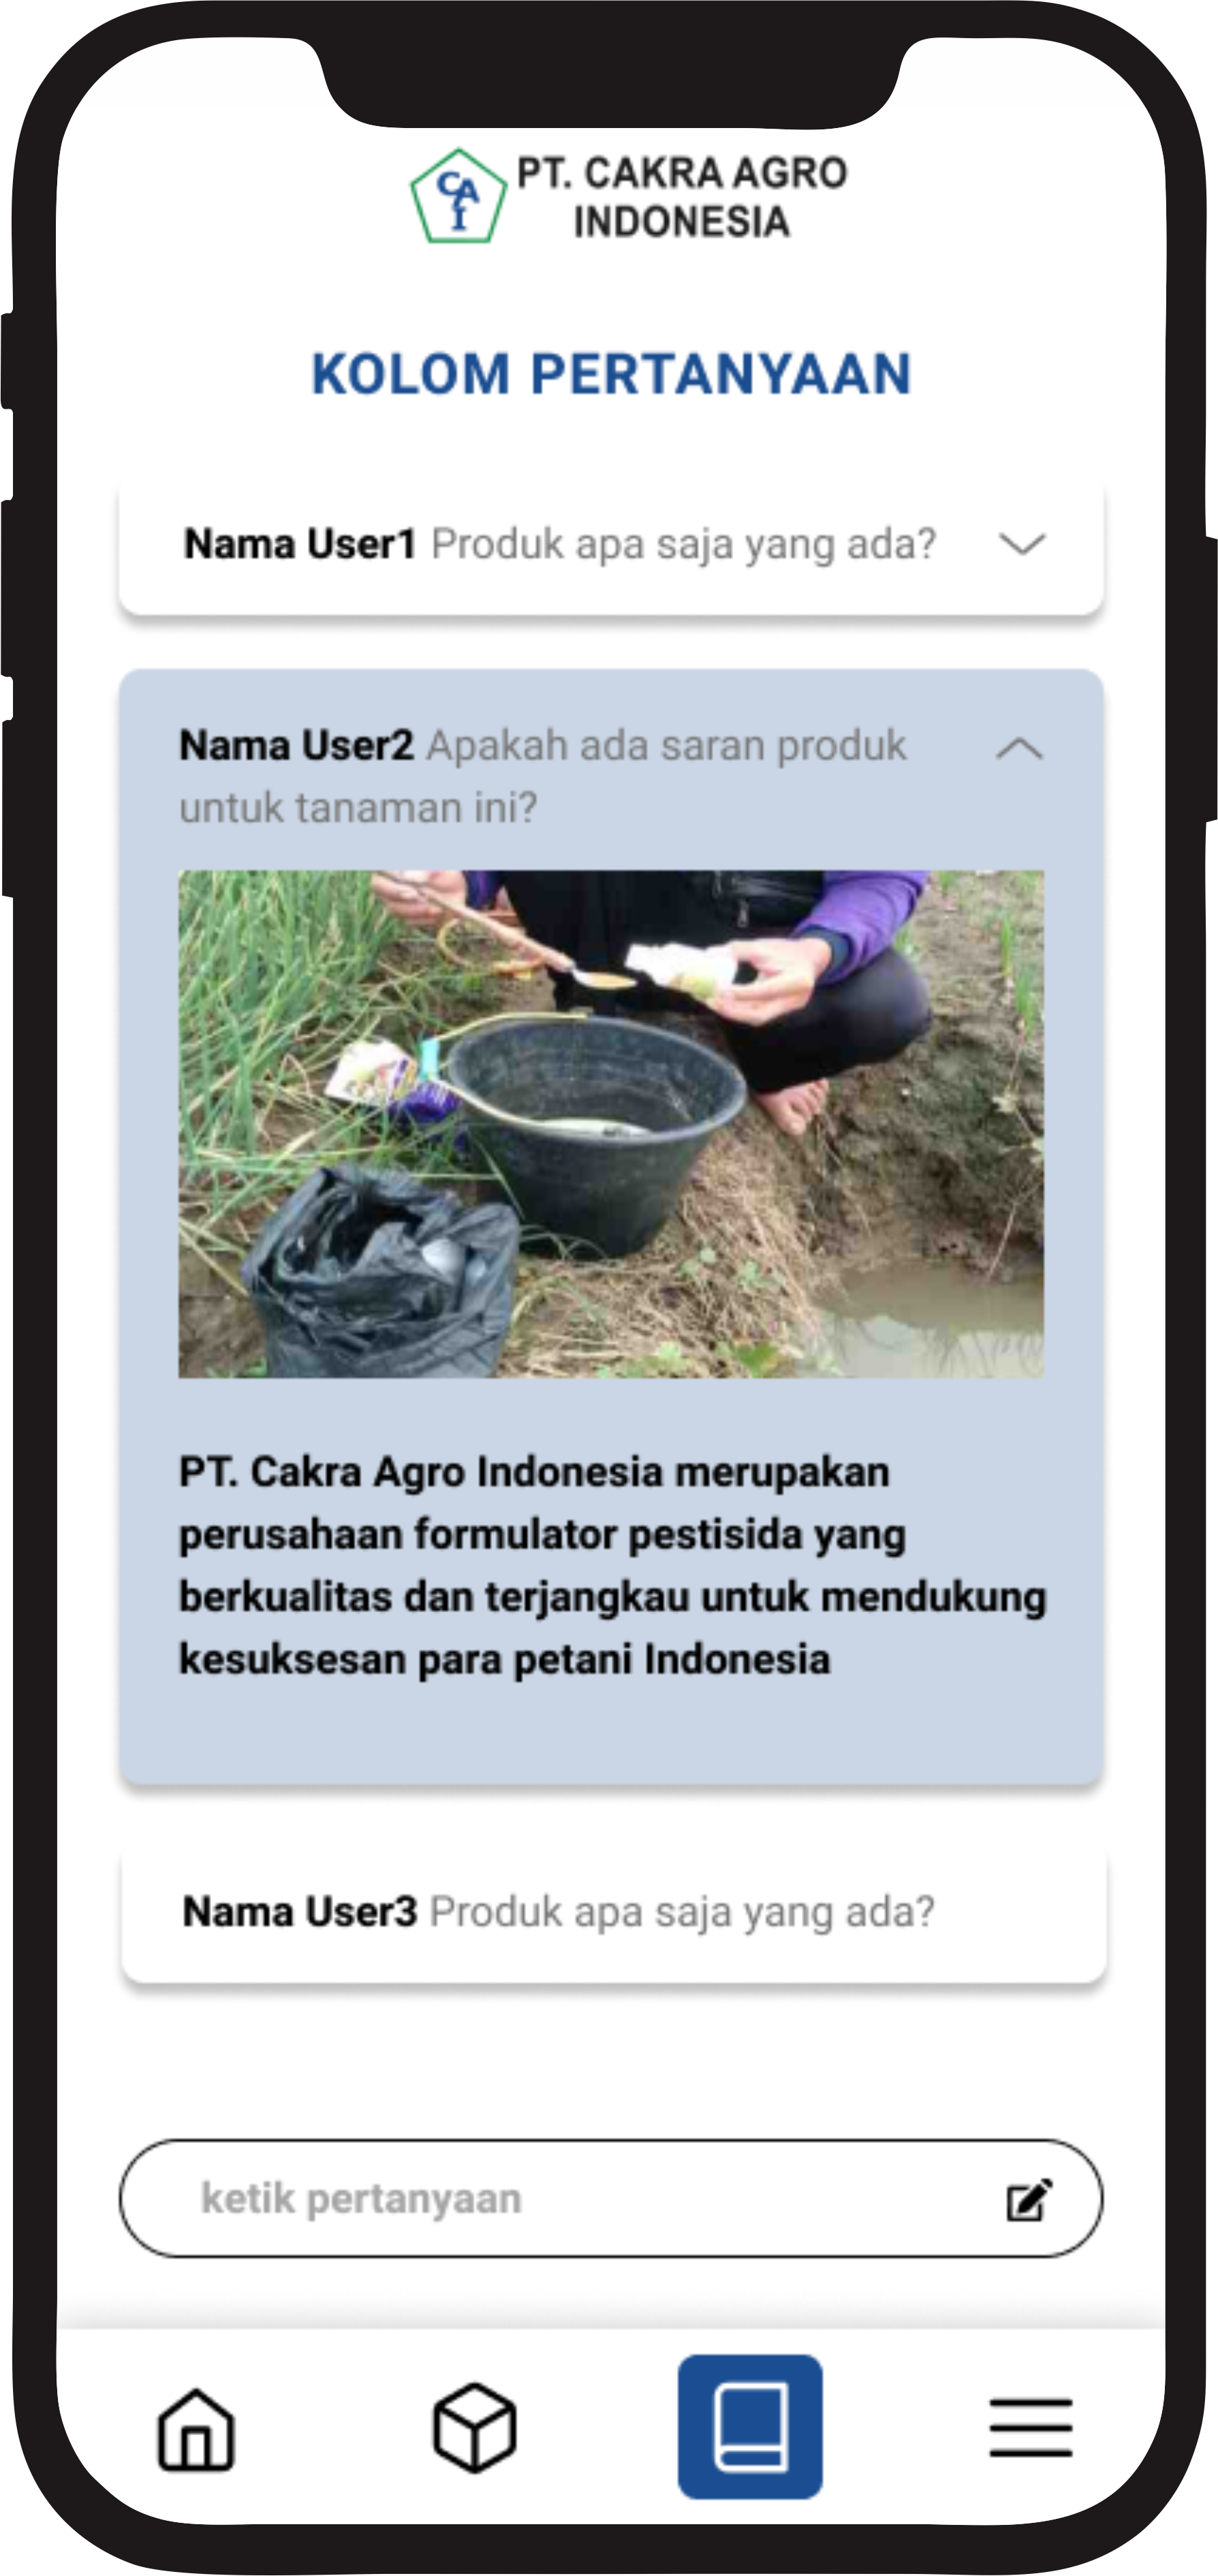 CAI
PT. CAKRA AGRO
INDONESIA
KOLOM PERTANYAAN
Nama User1 Produk apa saja yang ada?
Nama User2 Apakah ada saran produk
untuk tanaman ini?
PT. Cakra Agro Indonesia merupakan
perusahaan formulator pestisida yang
berkualitas dan terjangkau untuk mendukung
kesuksesan para petani Indonesia
Nama User3 Produk apa saja yang ada?
ketik pertanyaan